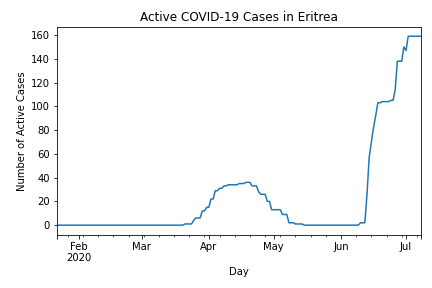 Active COVID-19 Cases in Eritrea
Number of Active Cases
160
140
120
100
80
60
40
20
0
Feb Mar Apr May Jun Jul
2020
Day